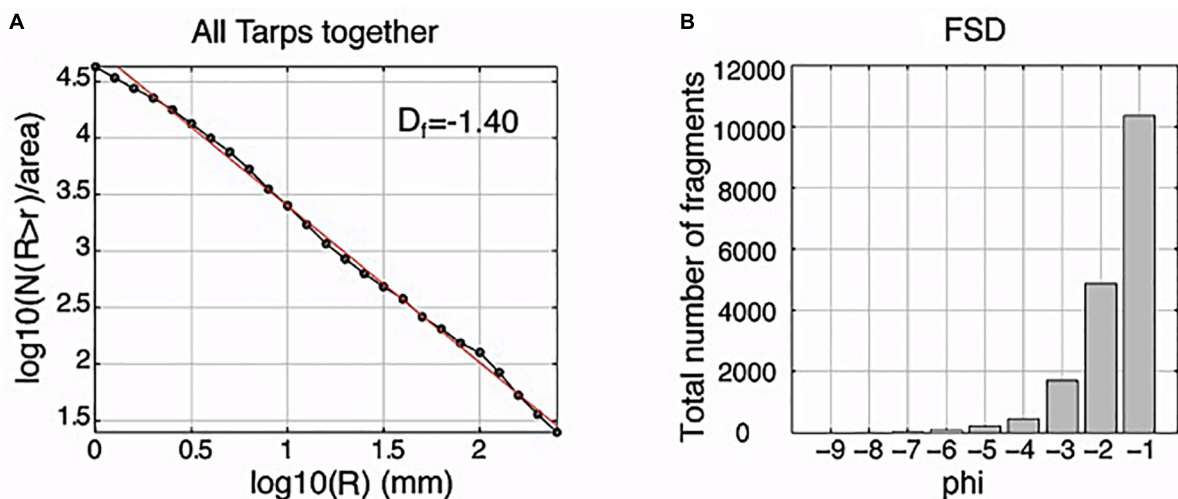 A
All Tarps together
4.5
4
3.5
3
2.5
2
1.5
D_f=-1.40
0
0.5
1
1.5
2
log10(N(R>r)/area)
log10(R) (mm)
B
FSD
12000
10000
8000
6000
4000
2000
0
Total number of fragments
−9 −8 −7 −6 −5 −4 −3 −2 −1
phi